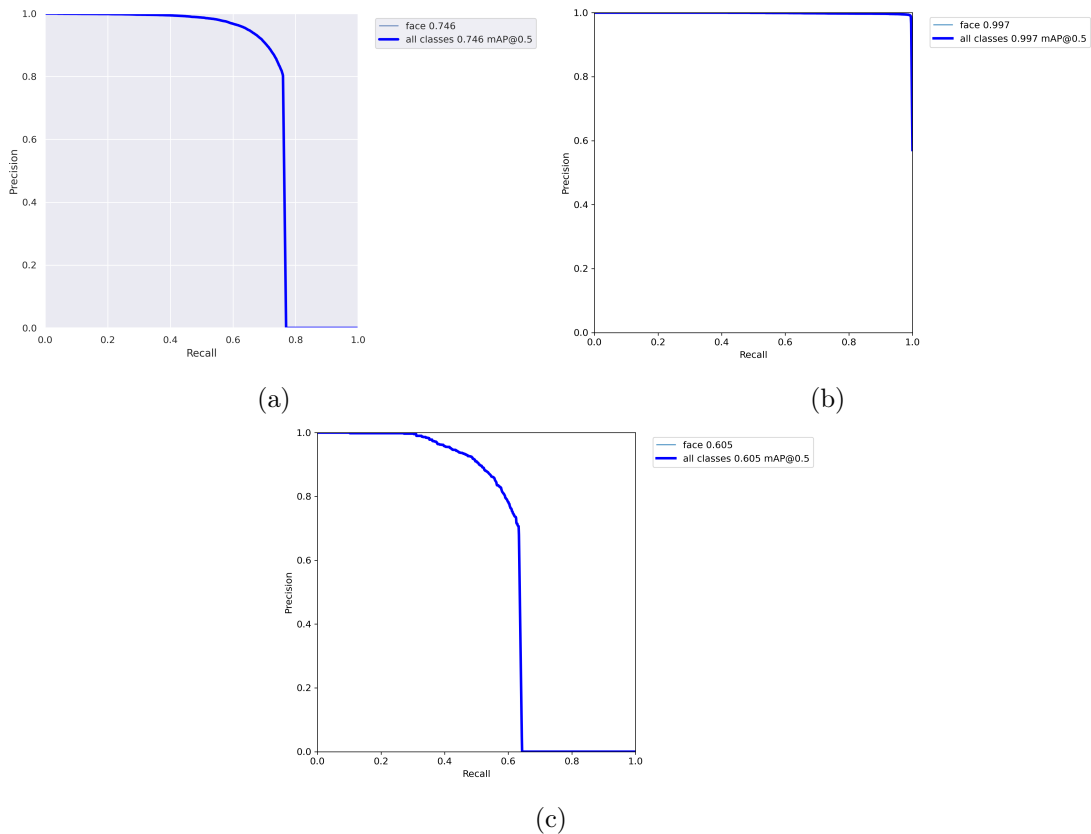 1.0
0.8
0.6
0.4
0.2
0.0
Precision
0.0 0.2 0.4 0.6 0.8 1.0
Recall
face 0.746
all classes 0.746 mAP@0.5
(a)
1.0
0.8
0.6
0.4
0.2
0.0
Precision
0.0 0.2 0.4 0.6 0.8 1.0
Recall
face 0.997
all classes 0.997 mAP@0.5
(b)
1.0
0.8
0.6
0.4
0.2
0.0
Precision
0.0 0.2 0.4 0.6 0.8 1.0
Recall
face 0.605
all classes 0.605 mAP@0.5
(c)